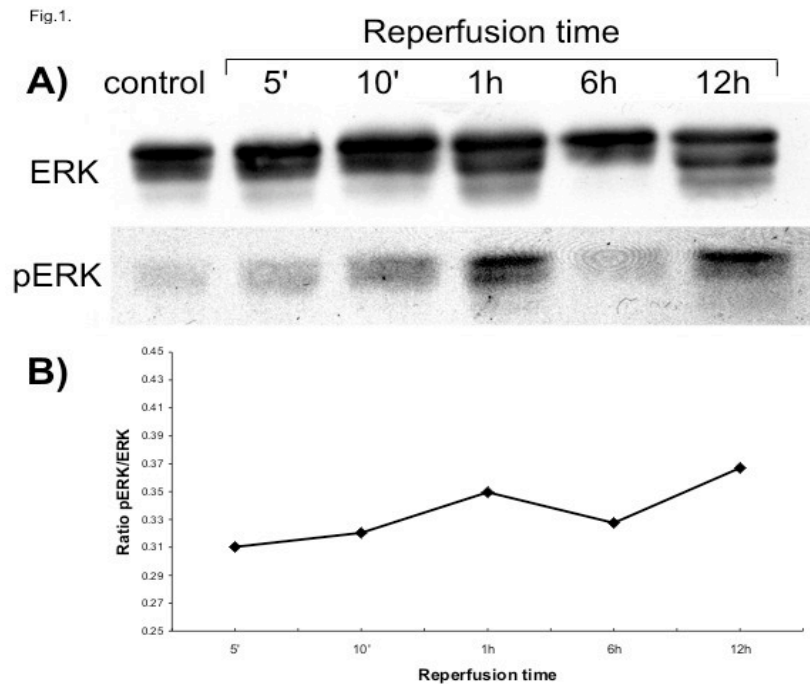 Fig.1.
Reperfusion time
A) control 5' 10' 1h 6h 12h
ERK
pERK
B)
0.45
0.43
0.41
0.39
0.37
0.35
0.33
0.31
0.29
0.27
0.25
Ratio pERK/ERK
5' 10' 1h 6h 12h
Reperfusion time